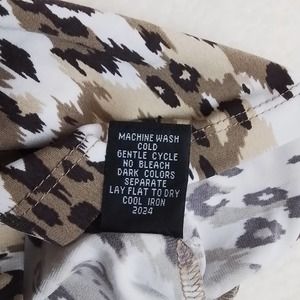 MACHINE WASH
COLD
GENTLE CYCLE
NO BLEACH
DARK COLORS
SEPARATE
LAY FLAT TO DRY
COOL IRON
2024